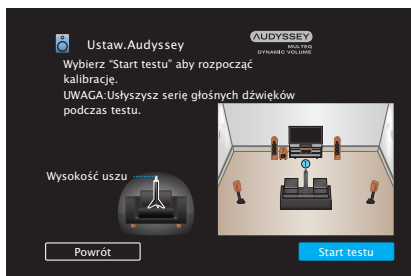 Ustaw.Audyssey
AUDYSSEY
MULTEQ
DYNAMIC VOLUME
Wybierz "Start testu" aby rozpocząć
kalibrację.
UWAGA:Usłyszysz serię głośnych dźwięków
podczas testu.
Wysokość uszu
Powrót
Start testu